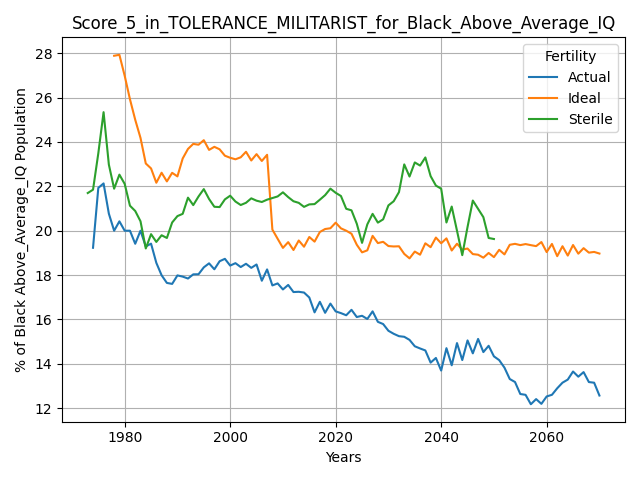 Score_5_in_TOLERANCE_MILITARIST_for_Black_Above_Average_IQ
% of Black Above_Average_IQ Population
28
26
24
22
20
18
16
14
12
Fertility
Actual
Ideal
Sterile
1980
2000
2020
2040
2060
Years